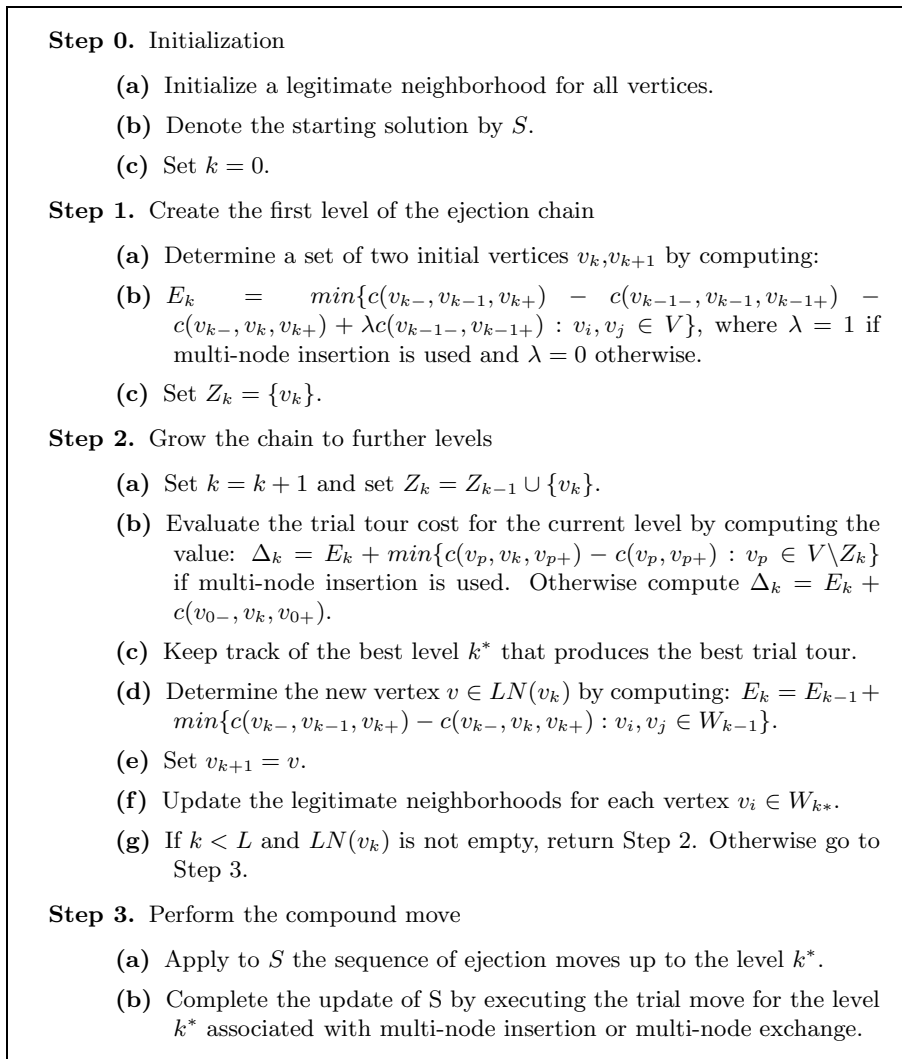 Step 0. Initialization
(a) Initialize a legitimate neighborhood for all vertices.
(b) Denote the starting solution by S.
(c) Set k = 0.
Step 1. Create the first level of the ejection chain
(a) Determine a set of two initial vertices v_k,v_{k+1} by computing:
(b) E_k = min{c(v_{k−}, v_{k−1}, v_{k+}) − c(v_{k−1−}, v_{k−1}, v_{k−1+}) −
c(v_{k−}, v_k, v_{k+}) + λc(v_{k−1−}, v_{k−1+}) : v_i, v_j ∈ V}, where λ = 1 if
multi-node insertion is used and λ = 0 otherwise.
(c) Set Z_k = {v_k}.
Step 2. Grow the chain to further levels
(a) Set k = k + 1 and set Z_k = Z_{k−1} ∪ {v_k}.
(b) Evaluate the trial tour cost for the current level by computing the
value: Δ_k = E_k + min{c(v_p, v_k, v_{p+}) − c(v_p, v_{p+}) : v_p ∈ V\Z_k}
if multi-node insertion is used. Otherwise compute Δ_k = E_k +
c(v_{0−}, v_k, v_{0+}).
(c) Keep track of the best level k* that produces the best trial tour.
(d) Determine the new vertex v ∈ LN(v_k) by computing: E_k = E_{k−1} +
min{c(v_{k−}, v_{k−1}, v_{k+}) − c(v_{k−}, v_k, v_{k+}) : v_i, v_j ∈ W_{k−1}}.
(e) Set v_{k+1} = v.
(f) Update the legitimate neighborhoods for each vertex v_i ∈ W_{k*}.
(g) If k < L and LN(v_k) is not empty, return Step 2. Otherwise go to
Step 3.
Step 3. Perform the compound move
(a) Apply to S the sequence of ejection moves up to the level k*.
(b) Complete the update of S by executing the trial move for the level
k* associated with multi-node insertion or multi-node exchange.